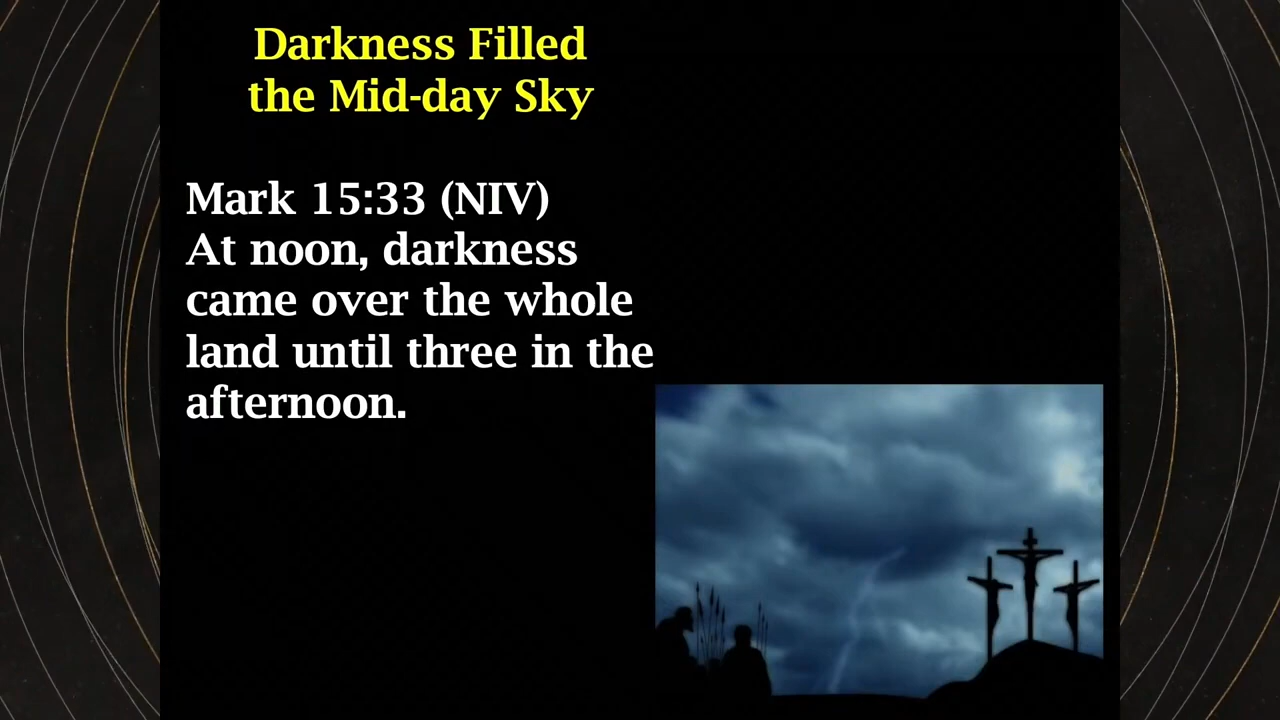 Darkness Filled
the Mid-day Sky
Mark 15:33 (NIV)
At noon, darkness
came over the whole
land until three in the
afternoon.